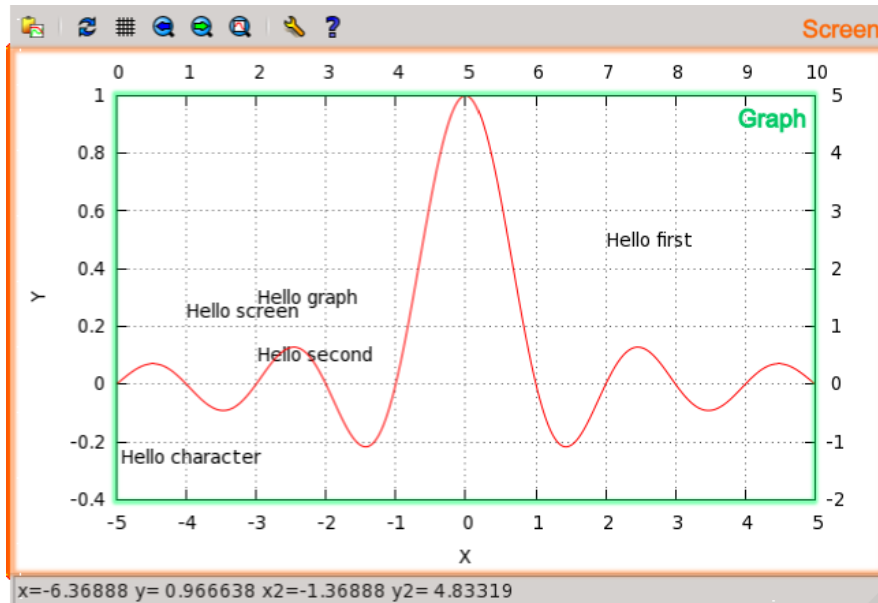 Screen
0 1 2 3 4 5 6 7 8 9 10
1 5
Graph
0.8 4
0.6 3
Hello first
0.4 2
Y
Hello graph
Hello screen
0.2 1
Hello second
0 0
-0.2 -1
Hello character
-0.4 -2
-5 -4 -3 -2 -1 0 1 2 3 4 5
X
x=-6.36888 y= 0.966638 x2=-1.36888 y2= 4.83319